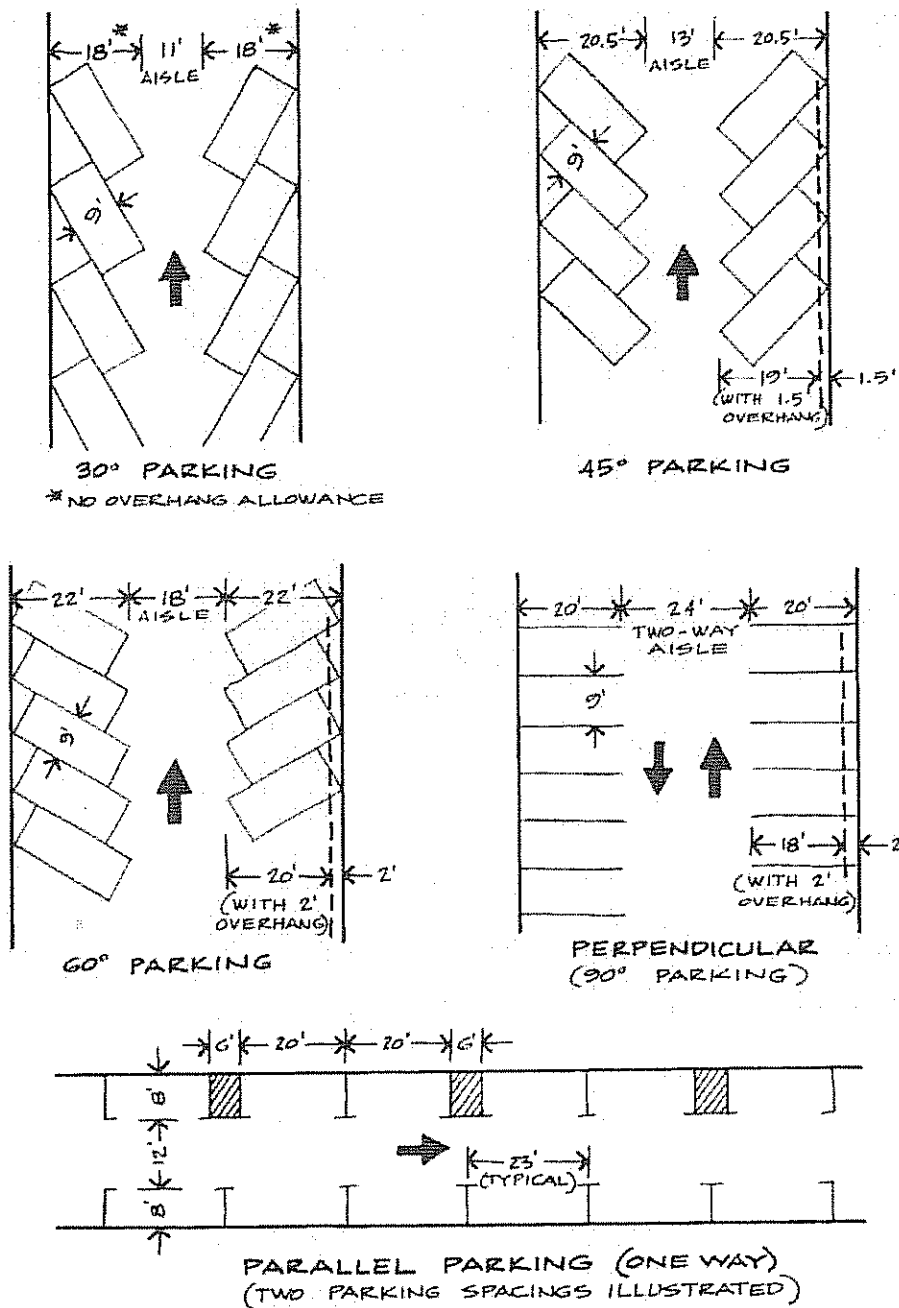 18'* 11' 18'*
AISLE
9'
30° PARKING
*NO OVERHANG ALLOWANCE
20.5' 13' 20.5'
AISLE
9'
19' 1.5'
(WITH 1.5'
OVERHANG)
45° PARKING
22' 18' 22'
AISLE
9'
20' 2'
(WITH 2'
OVERHANG)
60° PARKING
20' 24' 20'
TWO-WAY
AISLE
9'
18' 2
(WITH 2'
OVERHANG)
PERPENDICULAR
(90° PARKING)
6' 20' 20' 6'
8'
12'
23'
(TYPICAL)
8'
PARALLEL PARKING (ONE WAY)
(TWO PARKING SPACINGS ILLUSTRATED)